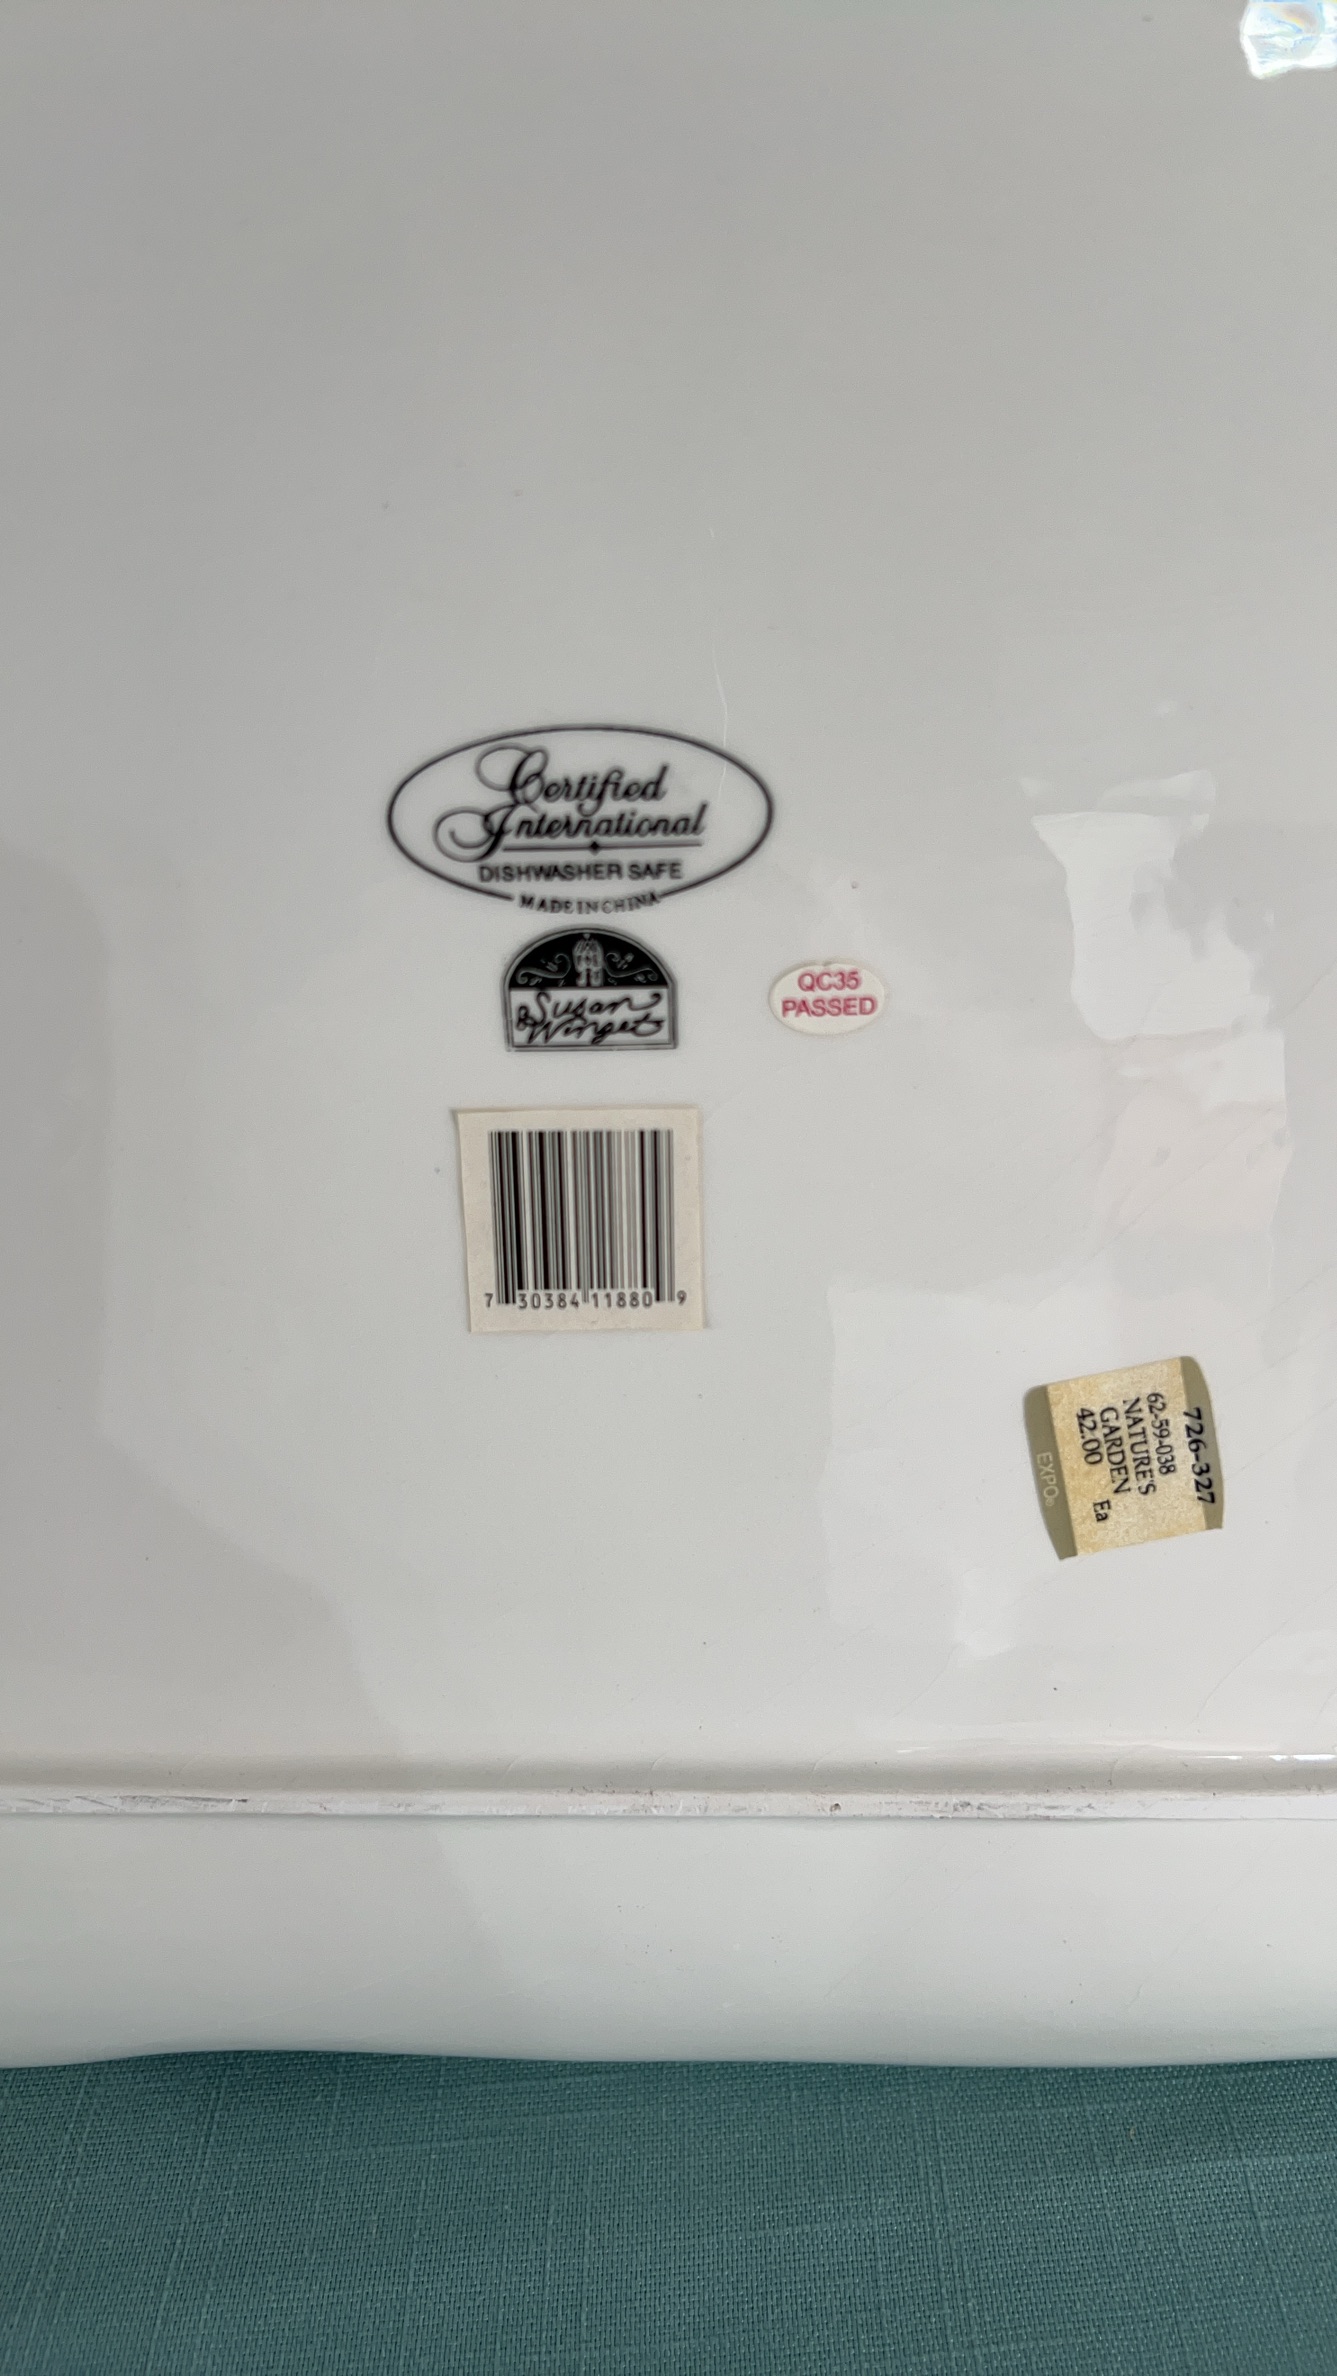 Certified
International
DISHWASHER SAFE
MADE IN CHINA
By Susan
Winget
QC35
PASSED
7 30384 11880 9
726-327
62-59-038
NATURE'S
GARDEN
42.00 Ea
EXPO®